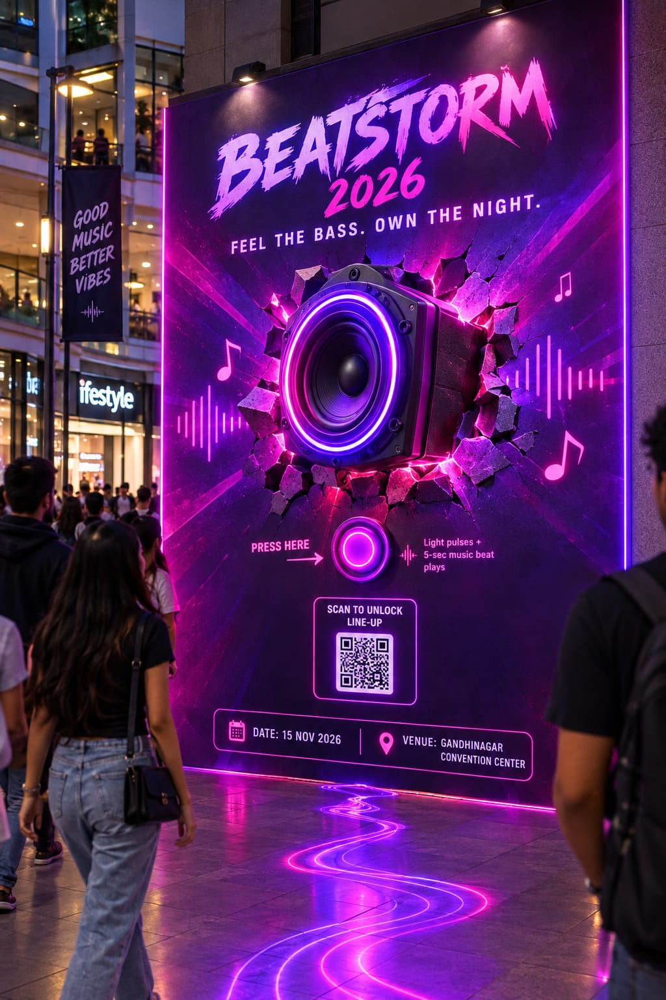 BEATSTORM
2026
FEEL THE BASS. OWN THE NIGHT.
GOOD
MUSIC
BETTER
VIBES
ifestyle
PRESS HERE
Light pulses +
5-sec music beat
plays
SCAN TO UNLOCK
LINE-UP
DATE: 15 NOV 2026
VENUE: GANDHINAGAR
CONVENTION CENTER